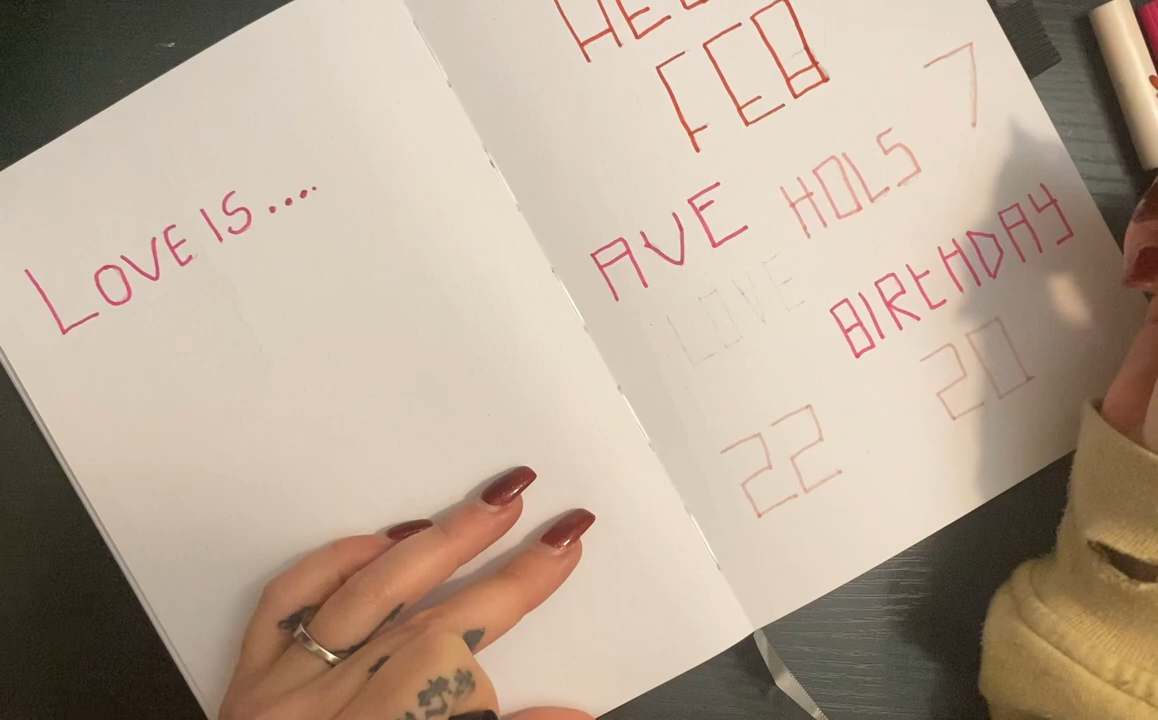 LOVE IS....
FEB
7
AVE HOLS
LOVE BIRTHDAY
22 20